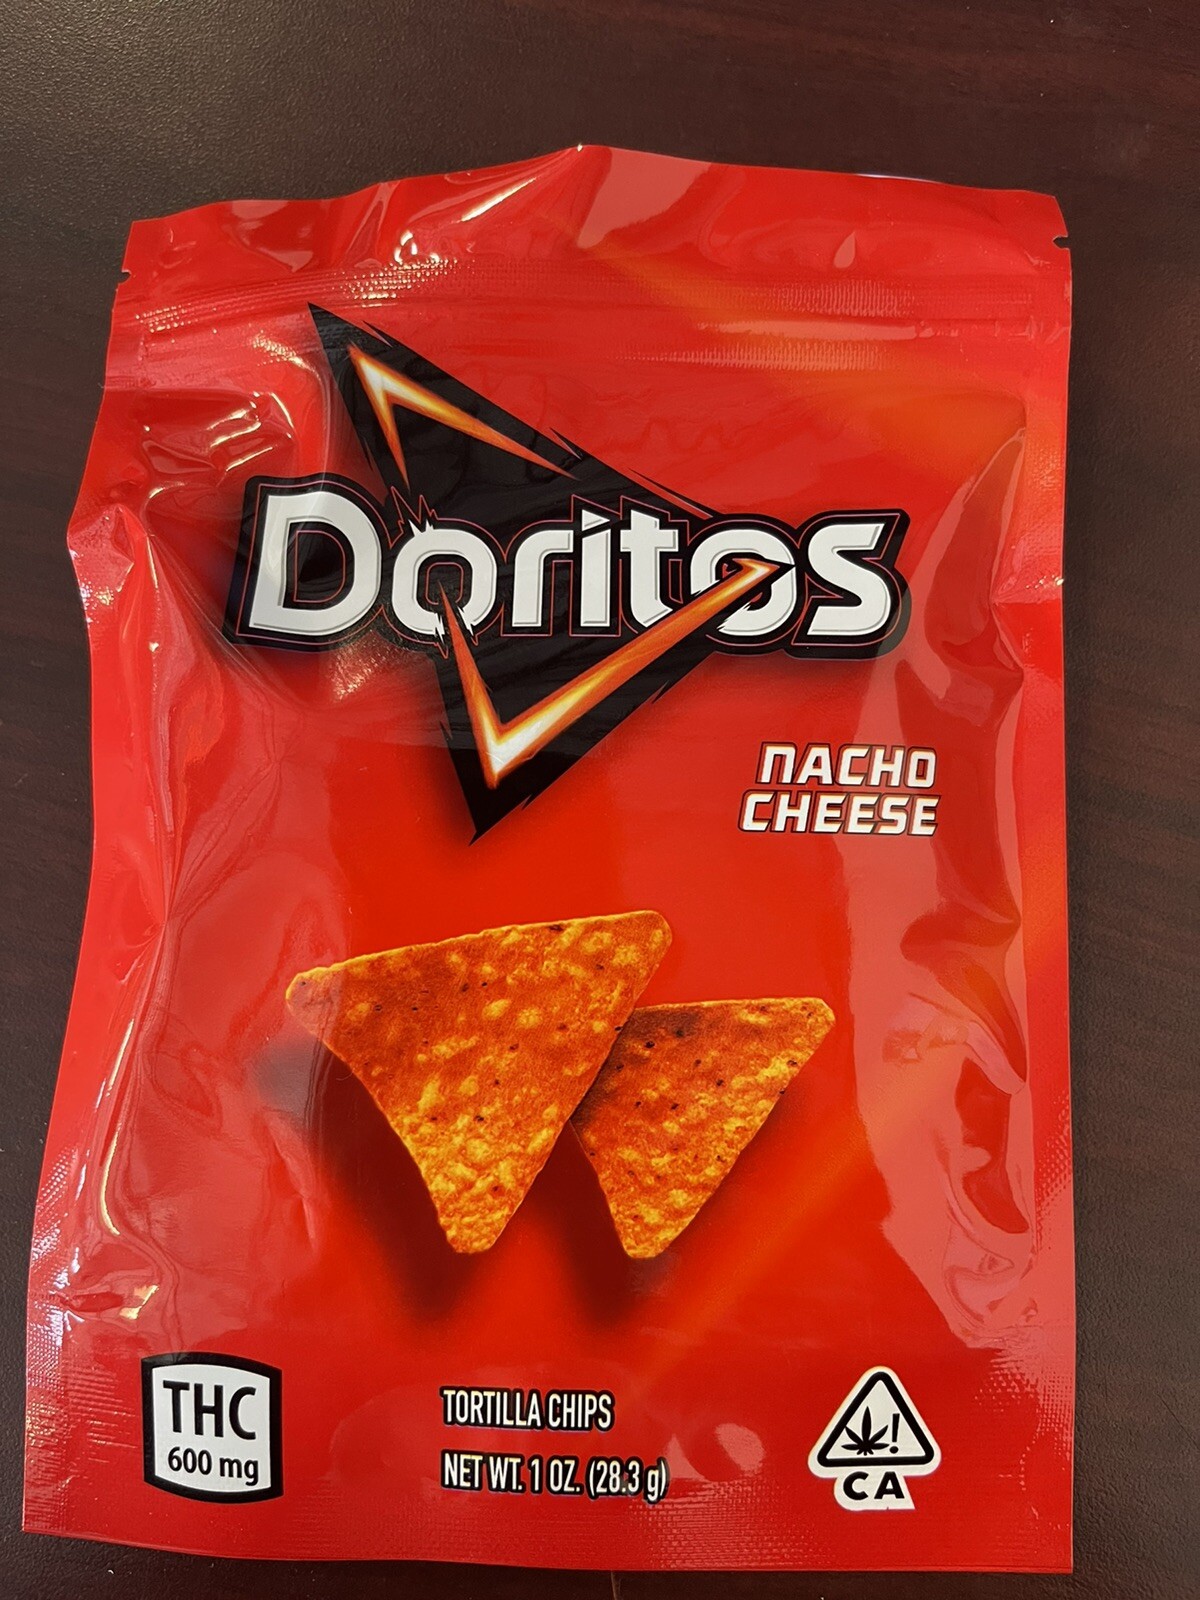 Doritos
NACHO
CHEESE
THC
600 mg
TORTILLA CHIPS
NET WT. 1 OZ. (28.3 g)
!
CA